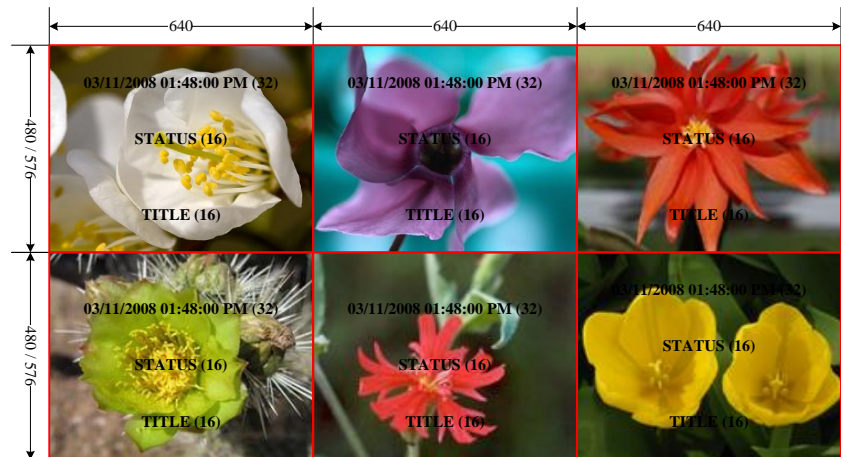 640 640 640
480 / 576
03/11/2008 01:48:00 PM (32) 03/11/2008 01:48:00 PM (32) 03/11/2008 01:48:00 PM (32)
STATUS (16) STATUS (16) STATUS (16)
TITLE (16) TITLE (16) TITLE (16)
480 / 576
03/11/2008 01:48:00 PM (32) 03/11/2008 01:48:00 PM (32) 03/11/2008 01:48:00 PM (32)
STATUS (16) STATUS (16) STATUS (16)
TITLE (16) TITLE (16) TITLE (16)